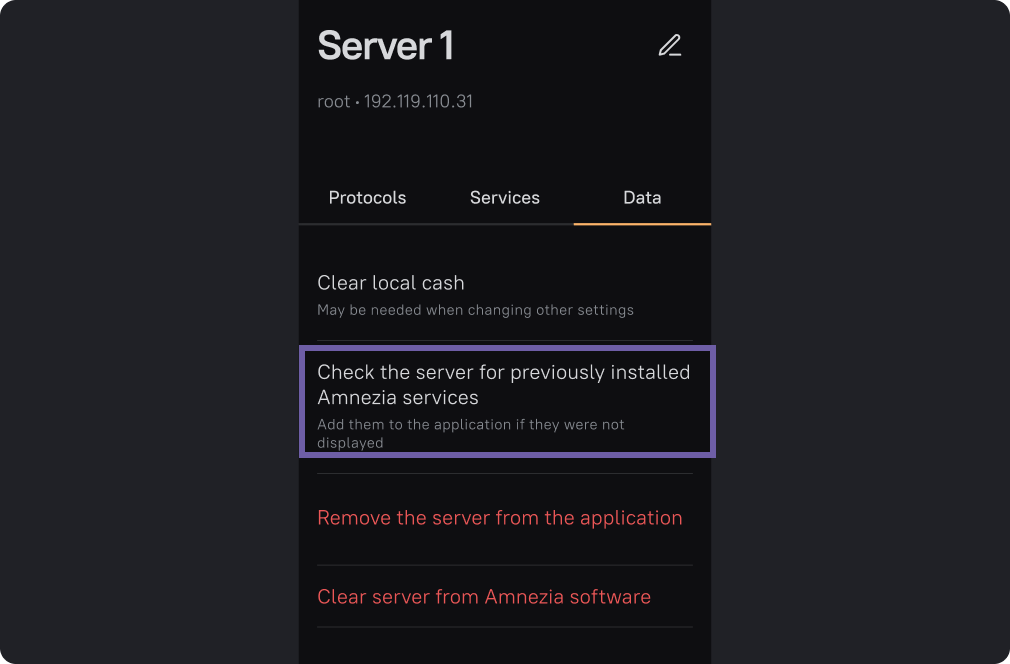 Server 1
root • 192.119.110.31
Protocols Services Data
Clear local cash
May be needed when changing other settings
Check the server for previously installed
Amnezia services
Add them to the application if they were not
displayed
Remove the server from the application
Clear server from Amnezia software